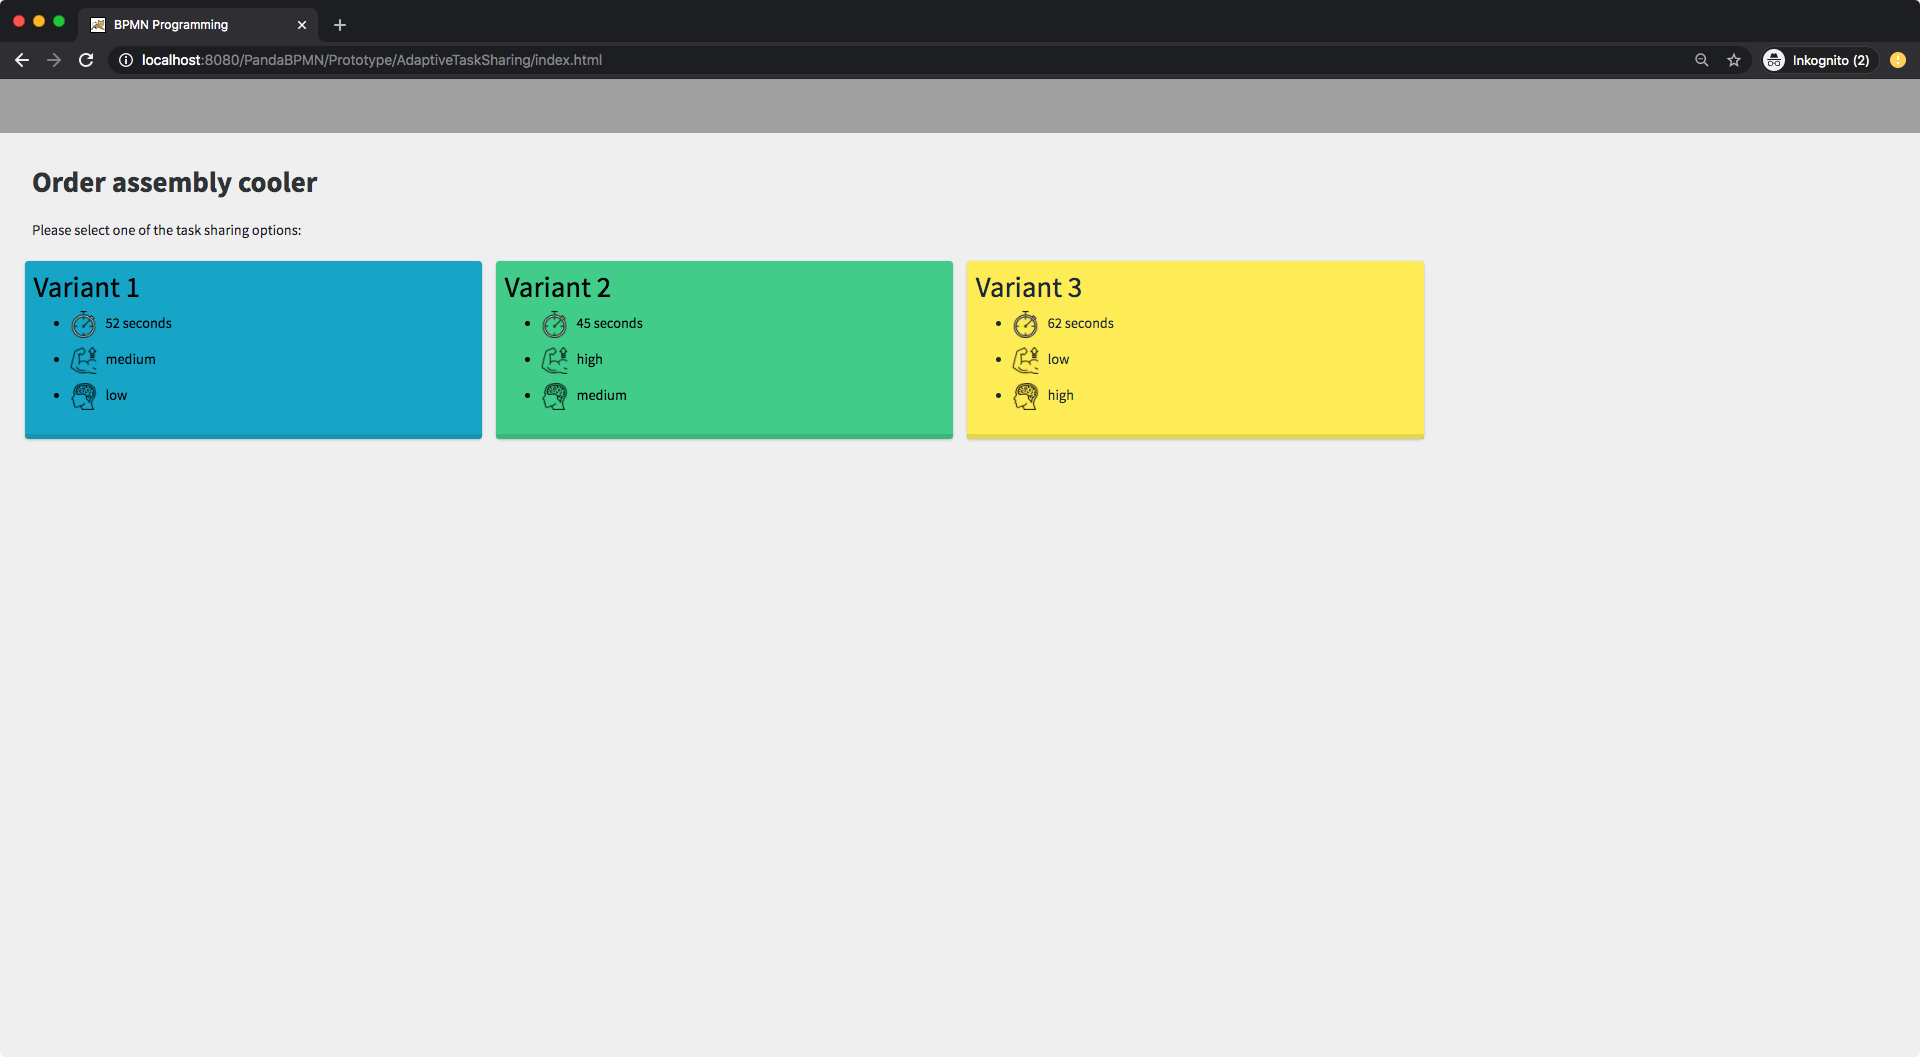 BPMN Programming
localhost:8080/PandaBPMN/Prototype/AdaptiveTaskSharing/index.html
Inkognito (2)
Order assembly cooler
Please select one of the task sharing options:
Variant 1
52 seconds
medium
low
Variant 2
45 seconds
high
medium
Variant 3
62 seconds
low
high